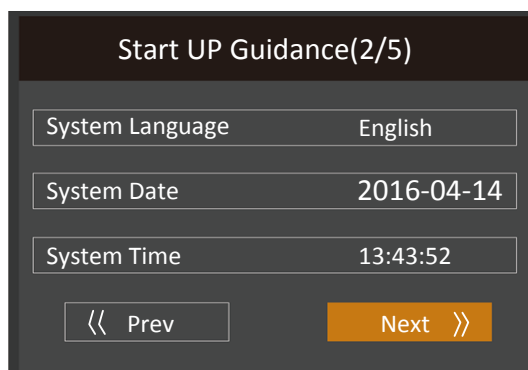 Start UP Guidance(2/5)
System Language English
System Date 2016-04-14
System Time 13:43:52
《 Prev Next 》